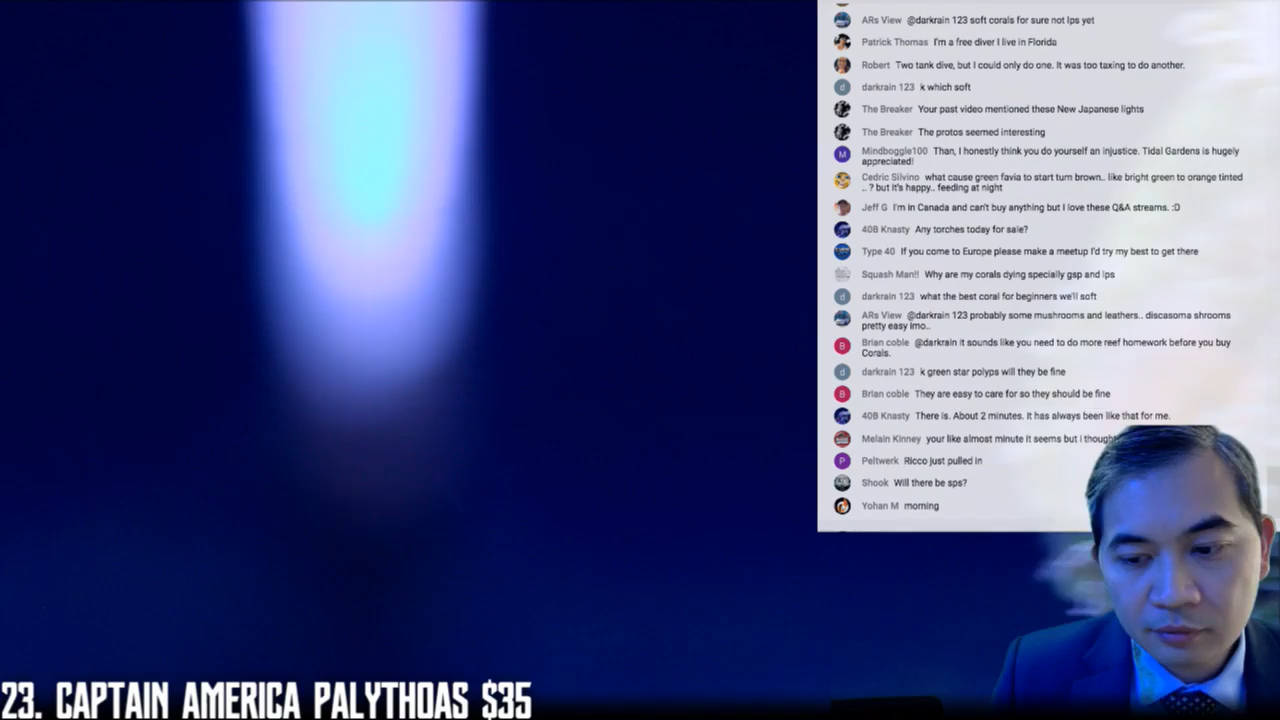 ARs View @darkrain 123 soft corals for sure not lps yet
Patrick Thomas I'm a free diver I live in Florida
Robert Two tank dive, but I could only do one. It was too taxing to do another.
d darkrain 123 k which soft
The Breaker Your past video mentioned these New Japanese lights
The Breaker The protos seemed interesting
M Mindboggle100 Than, I honestly think you do yourself an injustice. Tidal Gardens is hugely
appreciated!
Cedric Silvino what cause green favia to start turn brown.. like bright green to orange tinted
.. ? but it's happy.. feeding at night
Jeff G I'm in Canada and can't buy anything but I love these Q&A streams. :D
40B Knasty Any torches today for sale?
Type 40 If you come to Europe please make a meetup I'd try my best to get there
Squash Man!! Why are my corals dying specially gsp and lps
d darkrain 123 what the best coral for beginners we'll soft
ARs View @darkrain 123 probably some mushrooms and leathers.. discasoma shrooms
pretty easy imo..
B Brian coble @darkrain it sounds like you need to do more reef homework before you buy
Corals.
d darkrain 123 k green star polyps will they be fine
B Brian coble They are easy to care for so they should be fine
40B Knasty There is. About 2 minutes. It has always been like that for me.
Melain Kinney your like almost minute it seems but i thought
P Peltwerk Ricco just pulled in
Shook Will there be sps?
Yohan M morning
23. CAPTAIN AMERICA PALYTHOAS $35